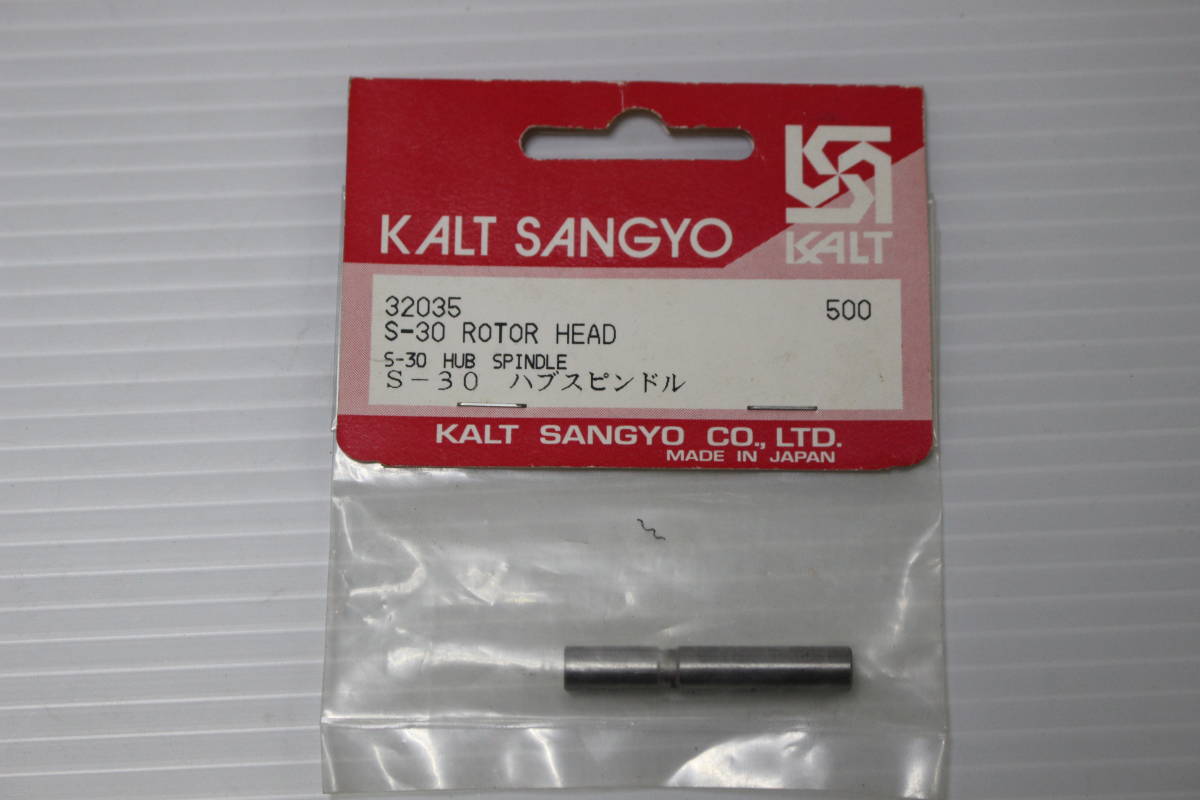 KALT SANGYO
KALT
32035 500
S-30 ROTOR HEAD
S-30 HUB SPINDLE
S-30 ハブスピンドル
KALT SANGYO CO., LTD.
MADE IN JAPAN